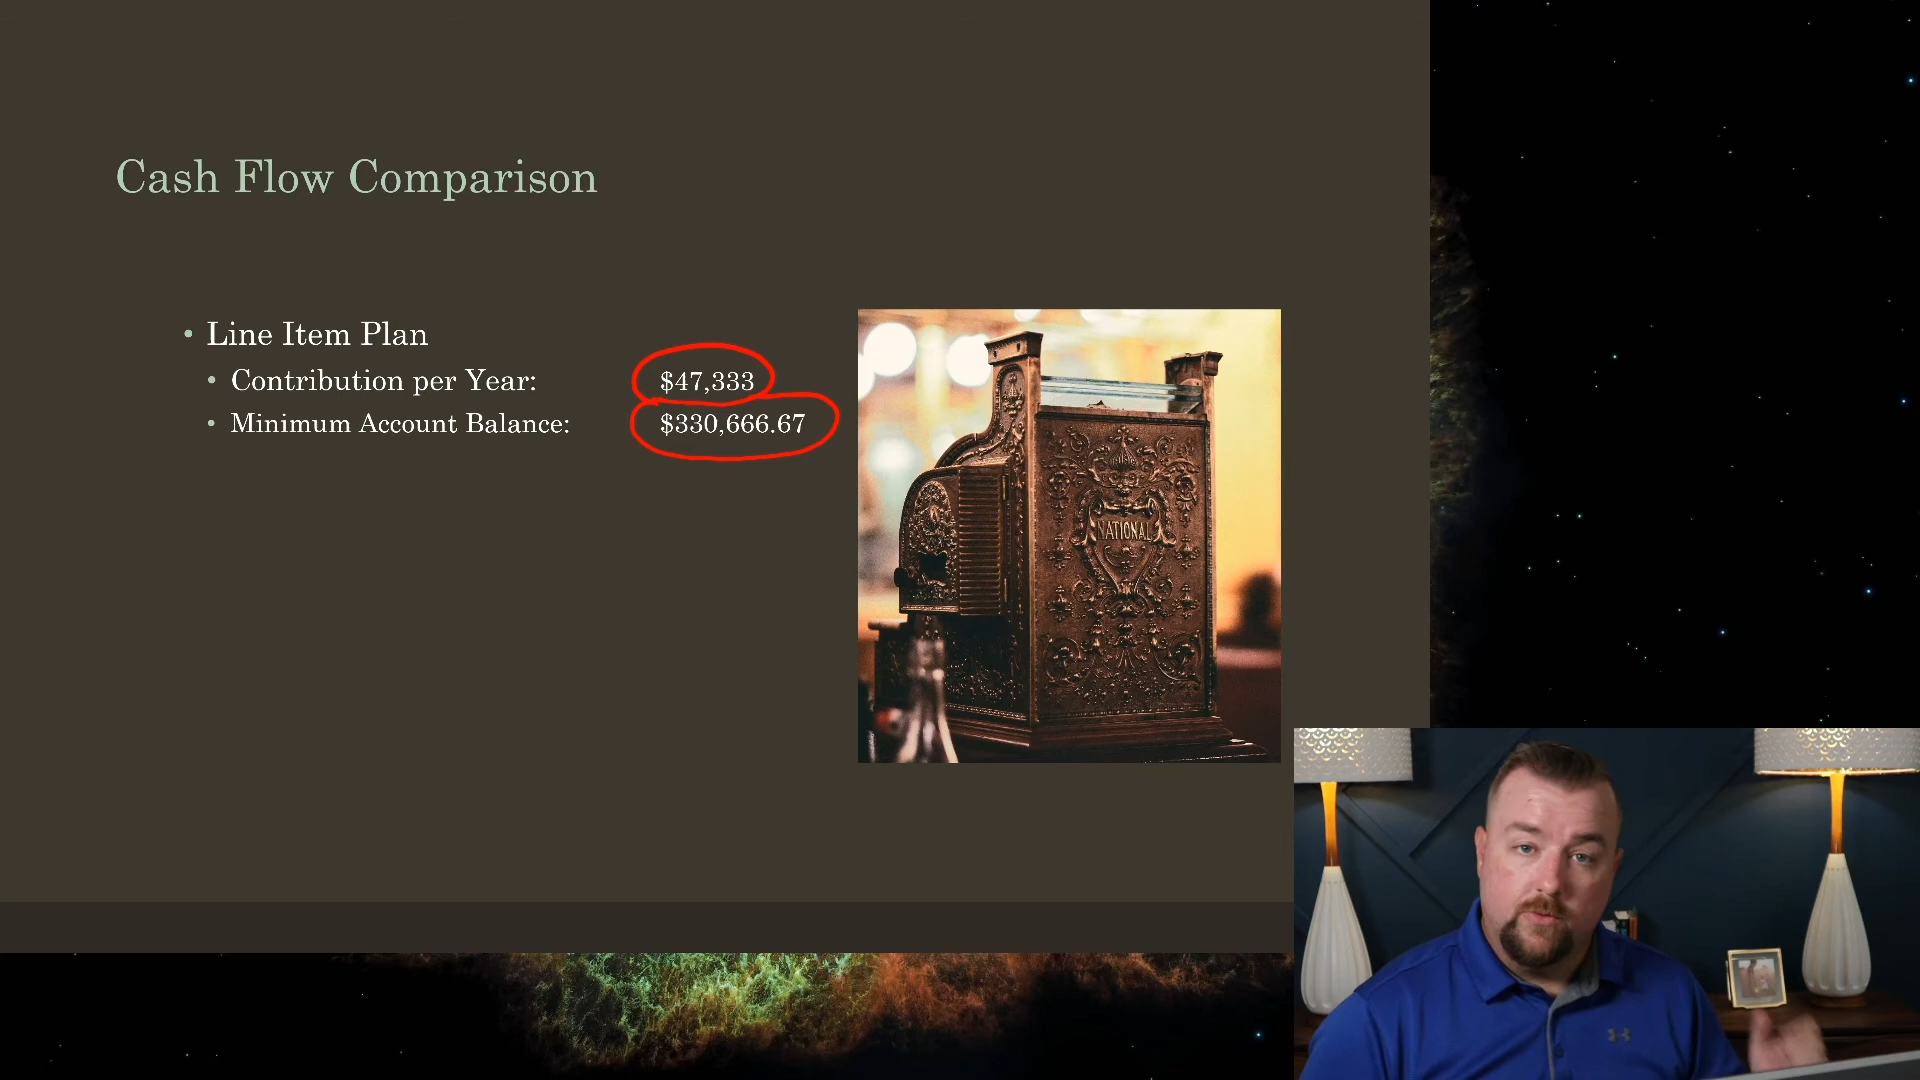 Cash Flow Comparison
• Line Item Plan
• Contribution per Year: $47,333
• Minimum Account Balance: $330,666.67
NATIONAL